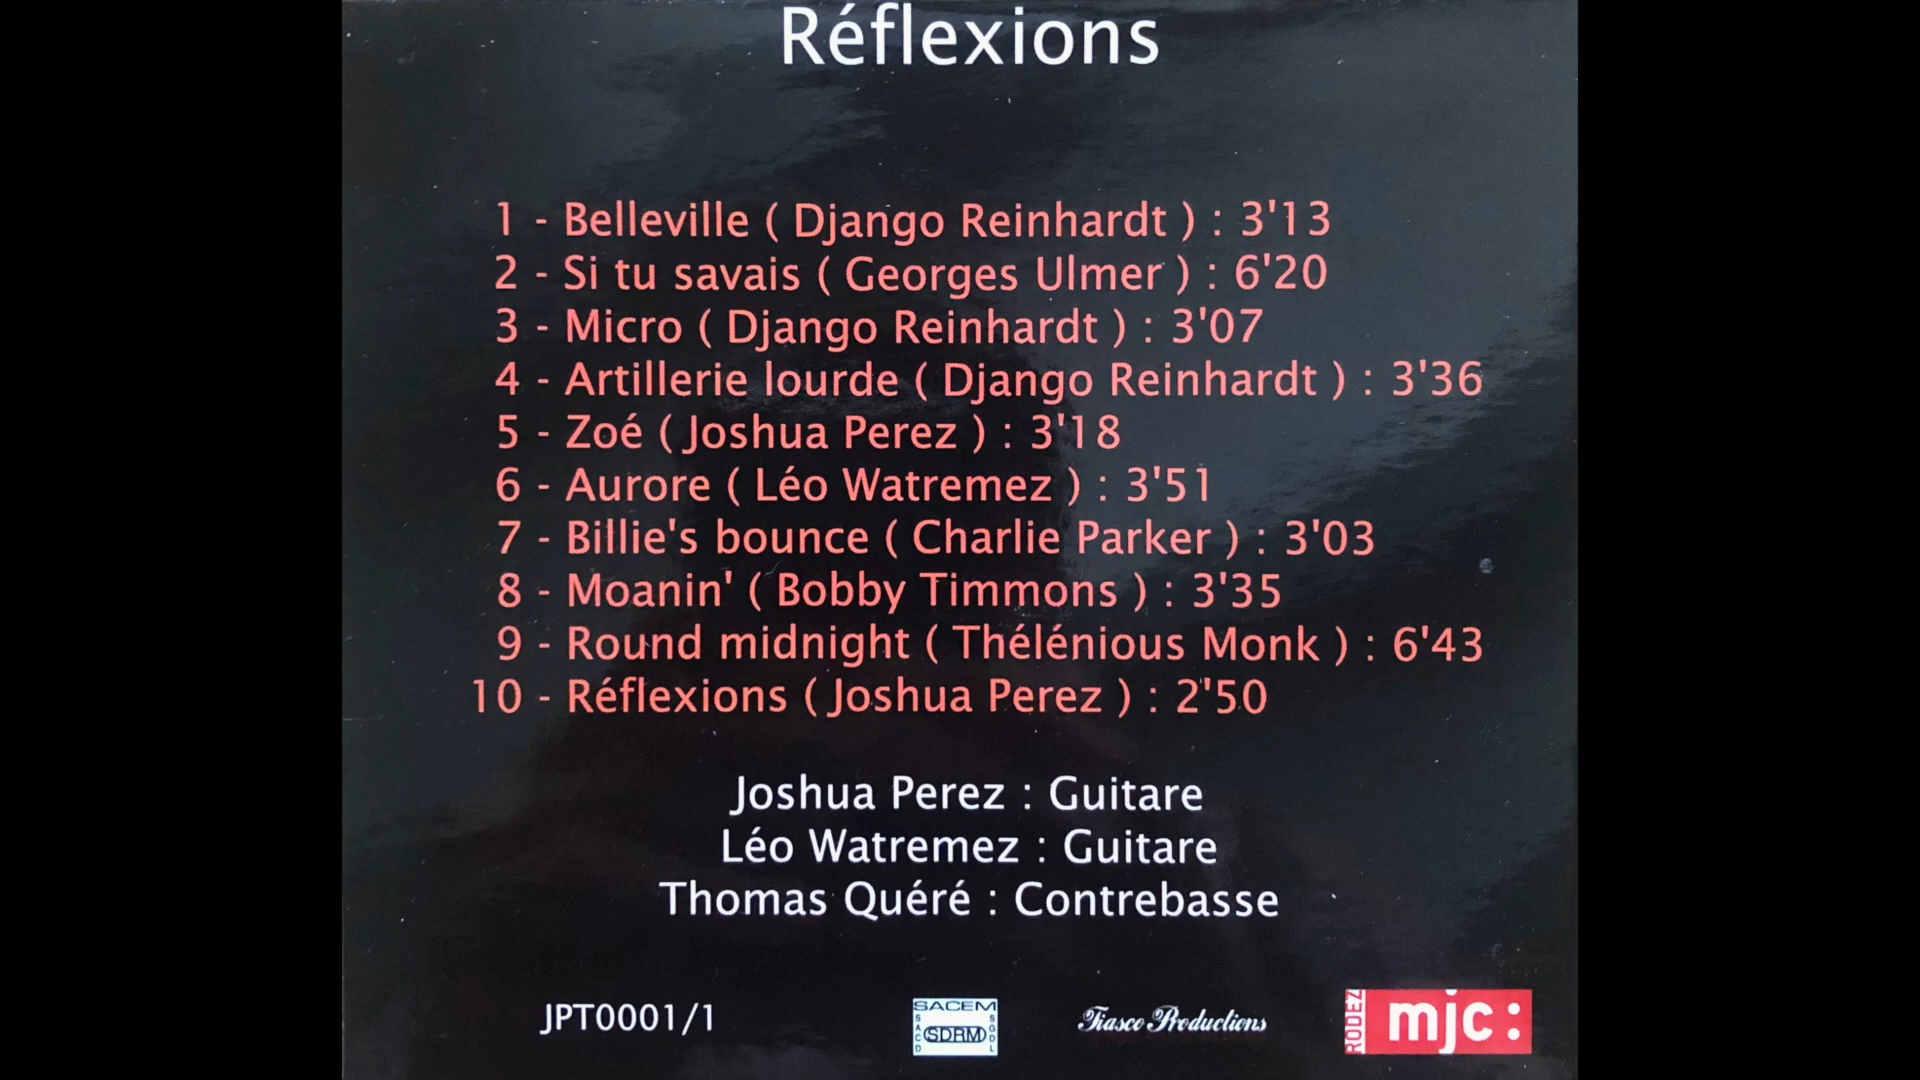 Réflexions
1 - Belleville ( Django Reinhardt ) : 3'13
2 - Si tu savais ( Georges Ulmer ) : 6'20
3 - Micro ( Django Reinhardt ) : 3'07
4 - Artillerie lourde ( Django Reinhardt ) : 3'36
5 - Zoé ( Joshua Perez ) : 3'18
6 - Aurore ( Léo Watremez ) : 3'51
7 - Billie's bounce ( Charlie Parker ) : 3'03
8 - Moanin' ( Bobby Timmons ) : 3'35
9 - Round midnight ( Thélénious Monk ) : 6'43
10 - Réflexions ( Joshua Perez ) : 2'50
Joshua Perez : Guitare
Léo Watremez : Guitare
Thomas Quéré : Contrebasse
JPT0001/1
SACEM
SACD
SDRM
SGDL
Fiasco Productions
RODEZ
mjc: